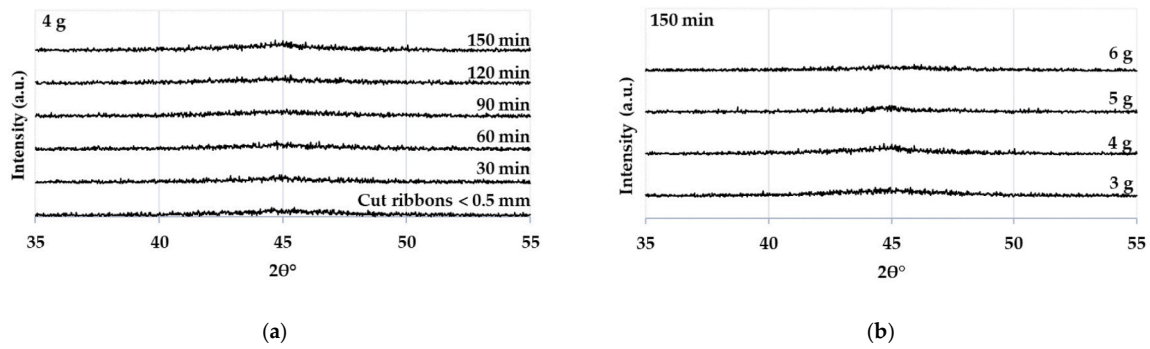 4 g
150 min
120 min
90 min
60 min
30 min
Cut ribbons < 0.5 mm
Intensity (a.u.)
35 40 45 50 55
2θ°
(a)
150 min
6 g
5 g
4 g
3 g
Intensity (a.u.)
35 40 45 50 55
2θ°
(b)